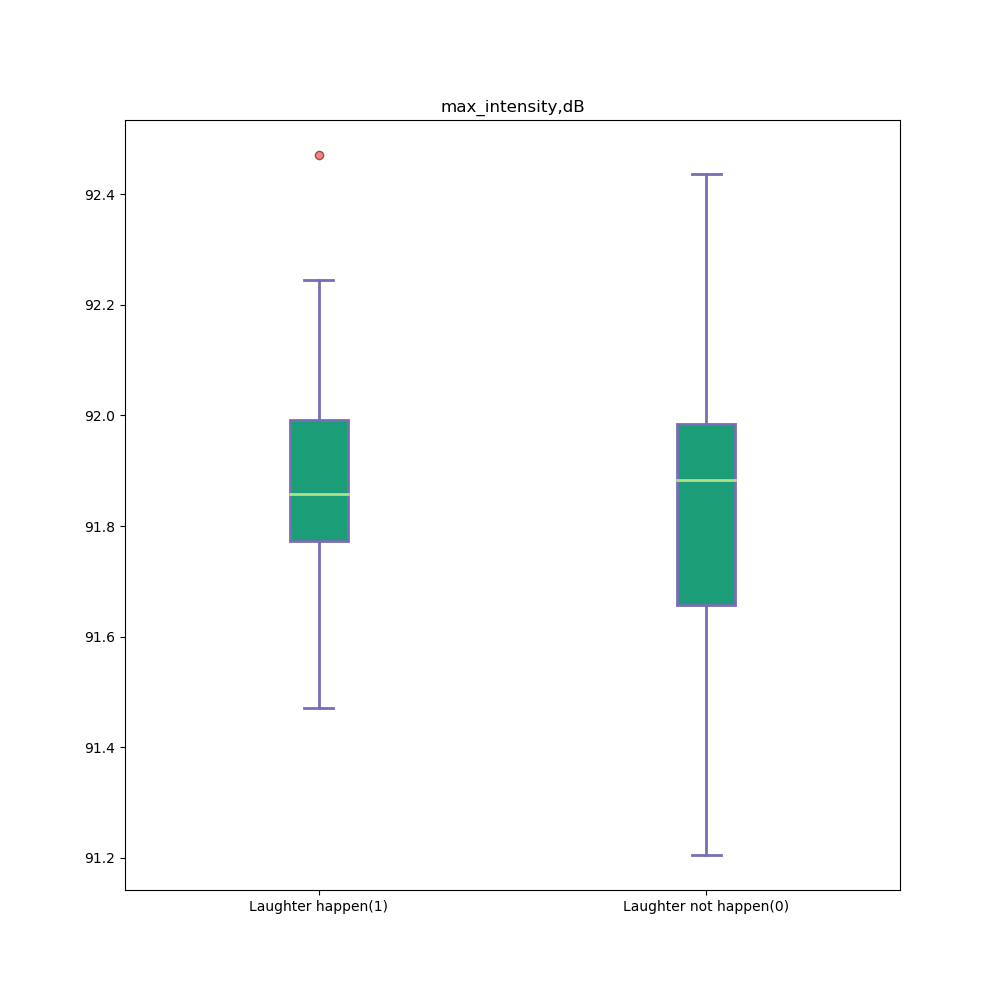 max_intensity,dB
92.4
92.2
92.0
91.8
91.6
91.4
91.2
Laughter happen(1)
Laughter not happen(0)